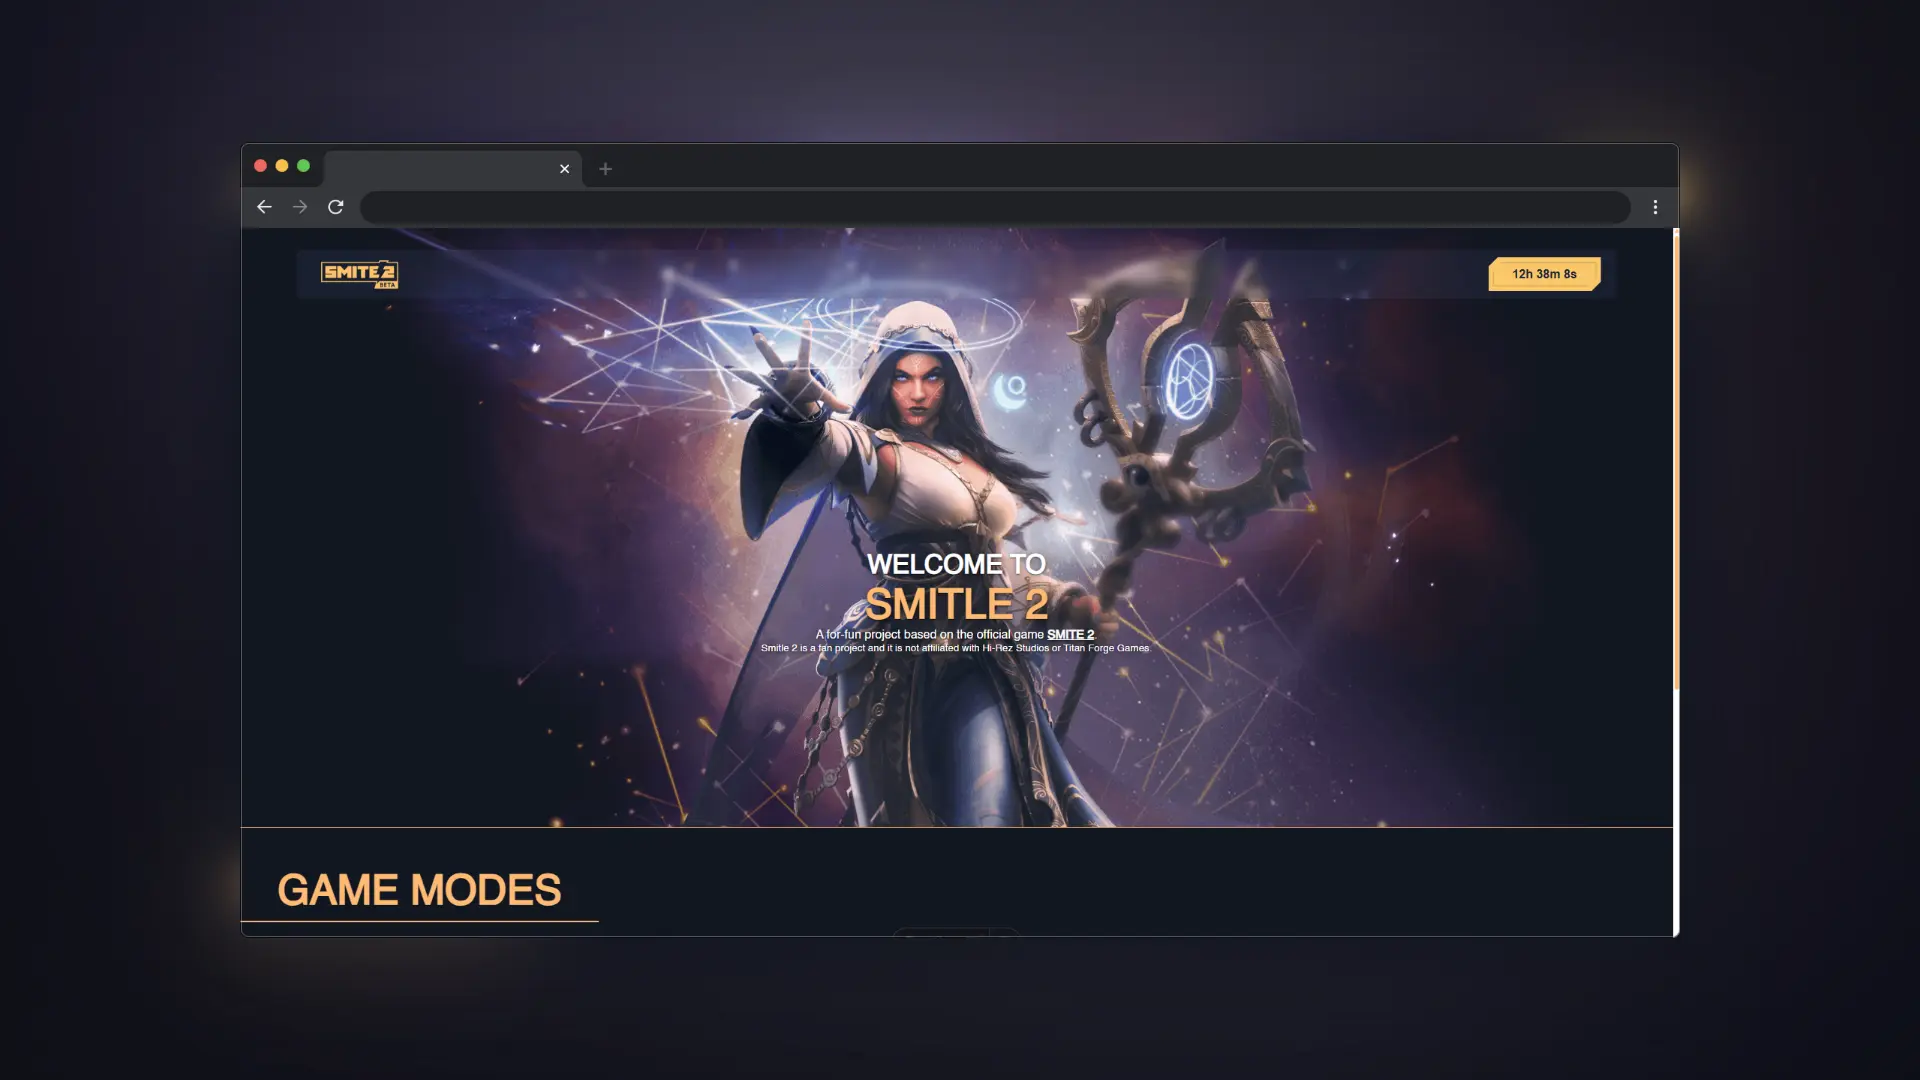 SMITE 2
BETA
12h 38m 8s
WELCOME TO
SMITLE 2
A for-fun project based on the official game SMITE 2.
Smitle 2 is a fan project and it is not affiliated with Hi-Rez Studios or Titan Forge Games.
GAME MODES